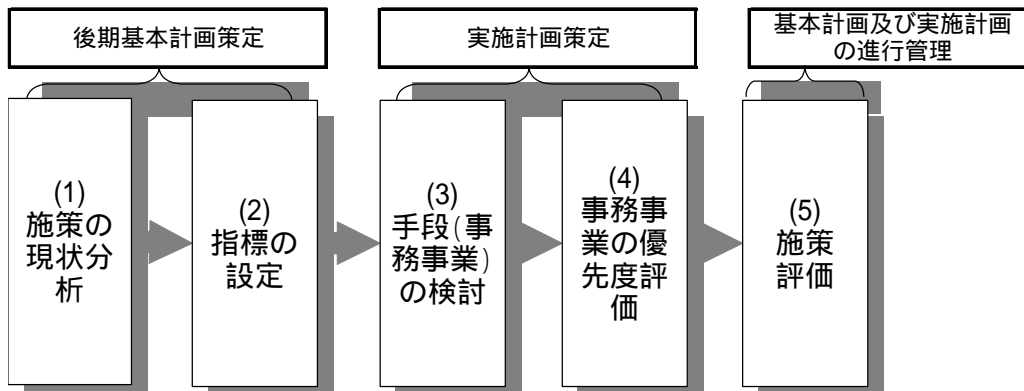 後期基本計画策定
実施計画策定
基本計画及び実施計画
の進行管理
(1)
施策の
現状分
析
(2)
指標の
設定
(3)
手段(事
務事業)
の検討
(4)
事務事
業の優
先度評
価
(5)
施策
評価